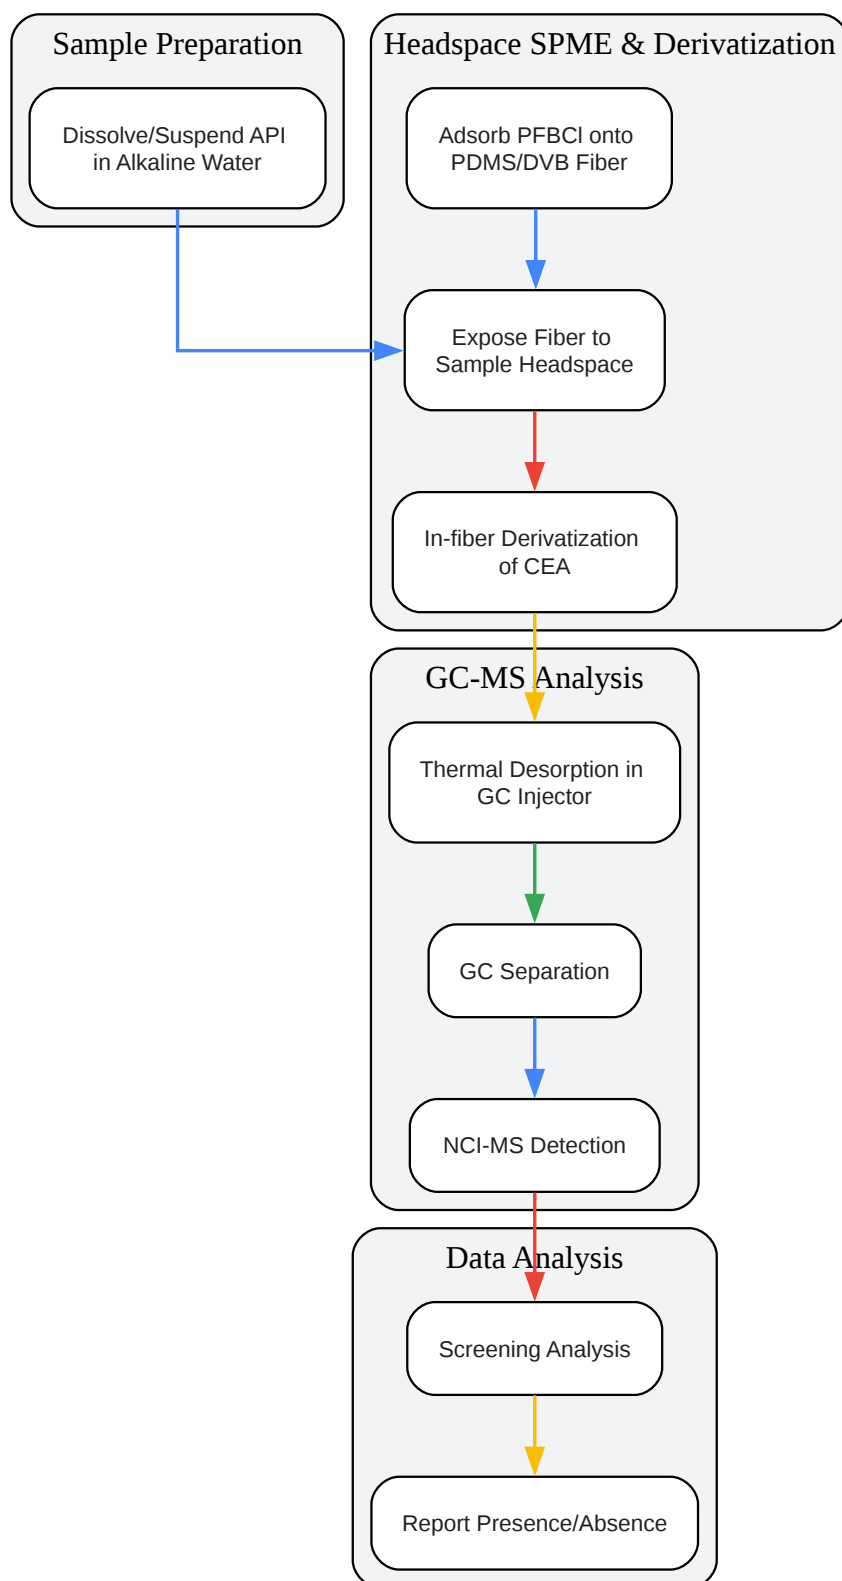 Sample Preparation
Dissolve/Suspend API
in Alkaline Water
Headspace SPME & Derivatization
Adsorb PFBCl onto
PDMS/DVB Fiber
Expose Fiber to
Sample Headspace
In-fiber Derivatization
of CEA
GC-MS Analysis
Thermal Desorption in
GC Injector
GC Separation
NCI-MS Detection
Data Analysis
Screening Analysis
Report Presence/Absence